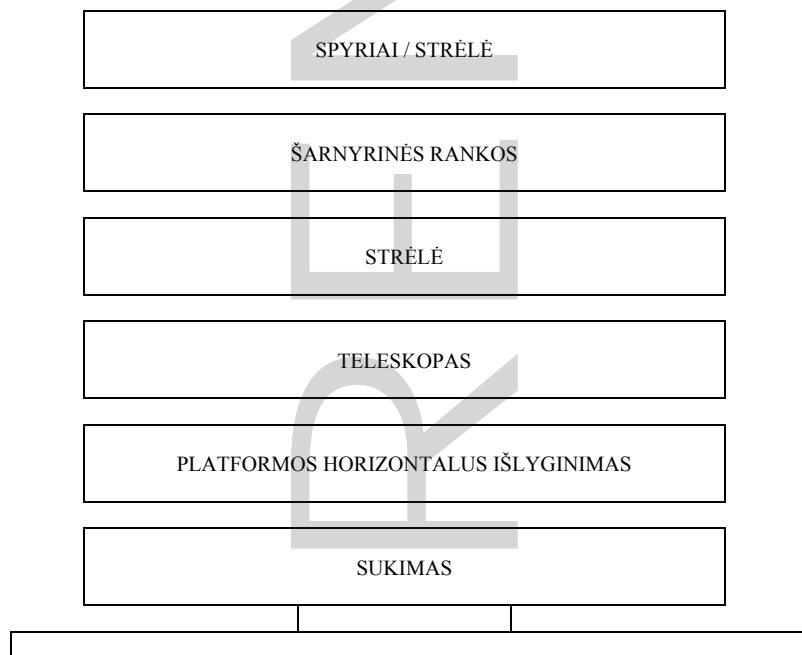 SPYRIAI / STRĖLĖ
ŠARNYRINĖS RANKOS
STRĖLĖ
TELESKOPAS
PLATFORMOS HORIZONTALUS IŠLYGINIMAS
SUKIMAS